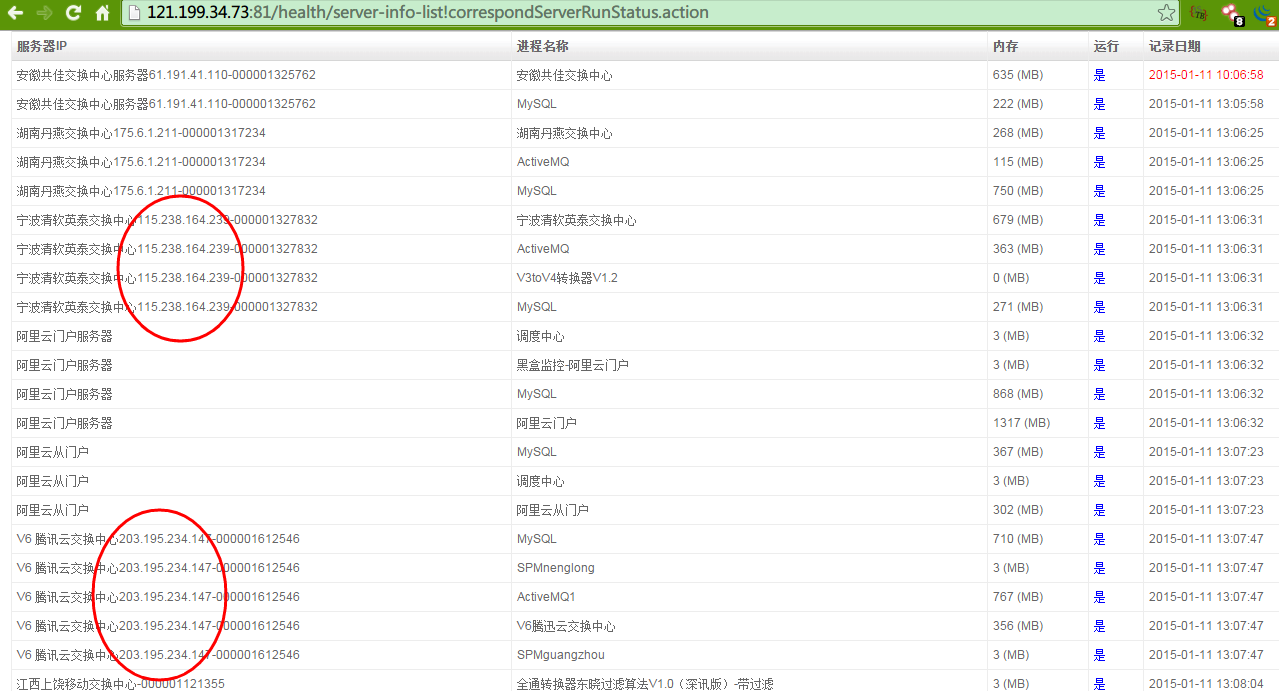 121.199.34.73:81/health/server-info-list!correspondServerRunStatus.action
8
2
服务器IP 进程名称 内存 运行 记录日期
安徽共佳交换中心服务器61.191.41.110-000001325762 安徽共佳交换中心 635 (MB) 是 2015-01-11 10:06:58
安徽共佳交换中心服务器61.191.41.110-000001325762 MySQL 222 (MB) 是 2015-01-11 13:05:58
湖南丹燕交换中心175.6.1.211-000001317234 湖南丹燕交换中心 268 (MB) 是 2015-01-11 13:06:25
湖南丹燕交换中心175.6.1.211-000001317234 ActiveMQ 115 (MB) 是 2015-01-11 13:06:25
湖南丹燕交换中心175.6.1.211-000001317234 MySQL 750 (MB) 是 2015-01-11 13:06:25
宁波清软英泰交换中心115.238.164.239-000001327832 宁波清软英泰交换中心 679 (MB) 是 2015-01-11 13:06:31
宁波清软英泰交换中心115.238.164.239-000001327832 ActiveMQ 363 (MB) 是 2015-01-11 13:06:31
宁波清软英泰交换中心115.238.164.239-000001327832 V3toV4转换器V1.2 0 (MB) 是 2015-01-11 13:06:31
宁波清软英泰交换中心115.238.164.239-000001327832 MySQL 271 (MB) 是 2015-01-11 13:06:31
阿里云门户服务器 调度中心 3 (MB) 是 2015-01-11 13:06:32
阿里云门户服务器 黑盒监控-阿里云门户 3 (MB) 是 2015-01-11 13:06:32
阿里云门户服务器 MySQL 868 (MB) 是 2015-01-11 13:06:32
阿里云门户服务器 阿里云门户 1317 (MB) 是 2015-01-11 13:06:32
阿里云从门户 MySQL 367 (MB) 是 2015-01-11 13:07:23
阿里云从门户 调度中心 3 (MB) 是 2015-01-11 13:07:23
阿里云从门户 阿里云从门户 302 (MB) 是 2015-01-11 13:07:23
V6 腾讯云交换中心203.195.234.147-000001612546 MySQL 710 (MB) 是 2015-01-11 13:07:47
V6 腾讯云交换中心203.195.234.147-000001612546 SPMnenglong 3 (MB) 是 2015-01-11 13:07:47
V6 腾讯云交换中心203.195.234.147-000001612546 ActiveMQ1 767 (MB) 是 2015-01-11 13:07:47
V6 腾讯云交换中心203.195.234.147-000001612546 V6腾迅云交换中心 356 (MB) 是 2015-01-11 13:07:47
V6 腾讯云交换中心203.195.234.147-000001612546 SPMguangzhou 3 (MB) 是 2015-01-11 13:07:47
江西上饶移动交换中心-000001121355 全通转换器东晓过滤算法V1.0（深讯版）-带过滤 3 (MB) 是 2015-01-11 13:08:04